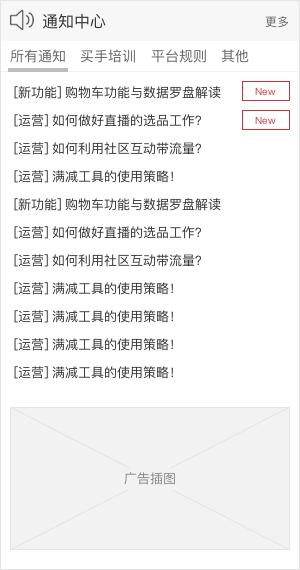 通知中心 更多
所有通知 买手培训 平台规则 其他
[新功能] 购物车功能与数据罗盘解读 New
[运营] 如何做好直播的选品工作? New
[运营] 如何利用社区互动带流量?
[运营] 满减工具的使用策略!
[新功能] 购物车功能与数据罗盘解读
[运营] 如何做好直播的选品工作?
[运营] 如何利用社区互动带流量?
[运营] 满减工具的使用策略!
[运营] 满减工具的使用策略!
[运营] 满减工具的使用策略!
[运营] 满减工具的使用策略!
广告插图